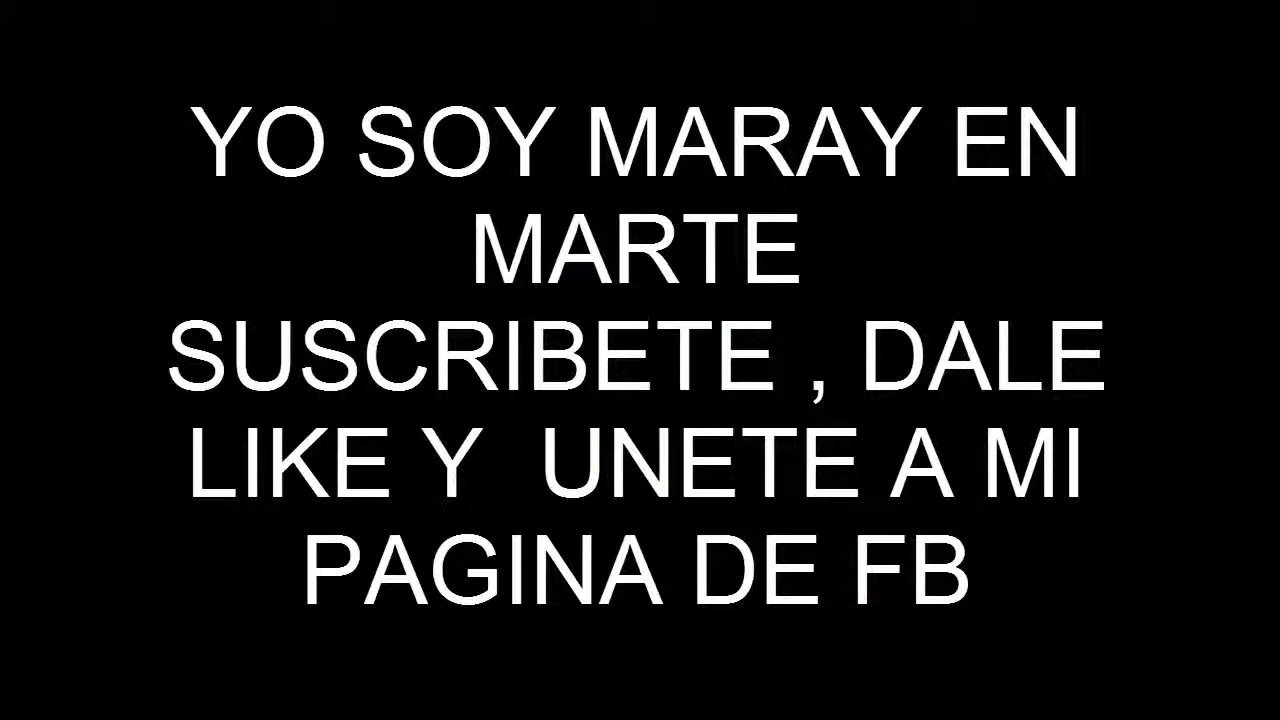 YO SOY MARAY EN
MARTE
SUSCRIBETE , DALE
LIKE Y  UNETE A MI
PAGINA DE FB